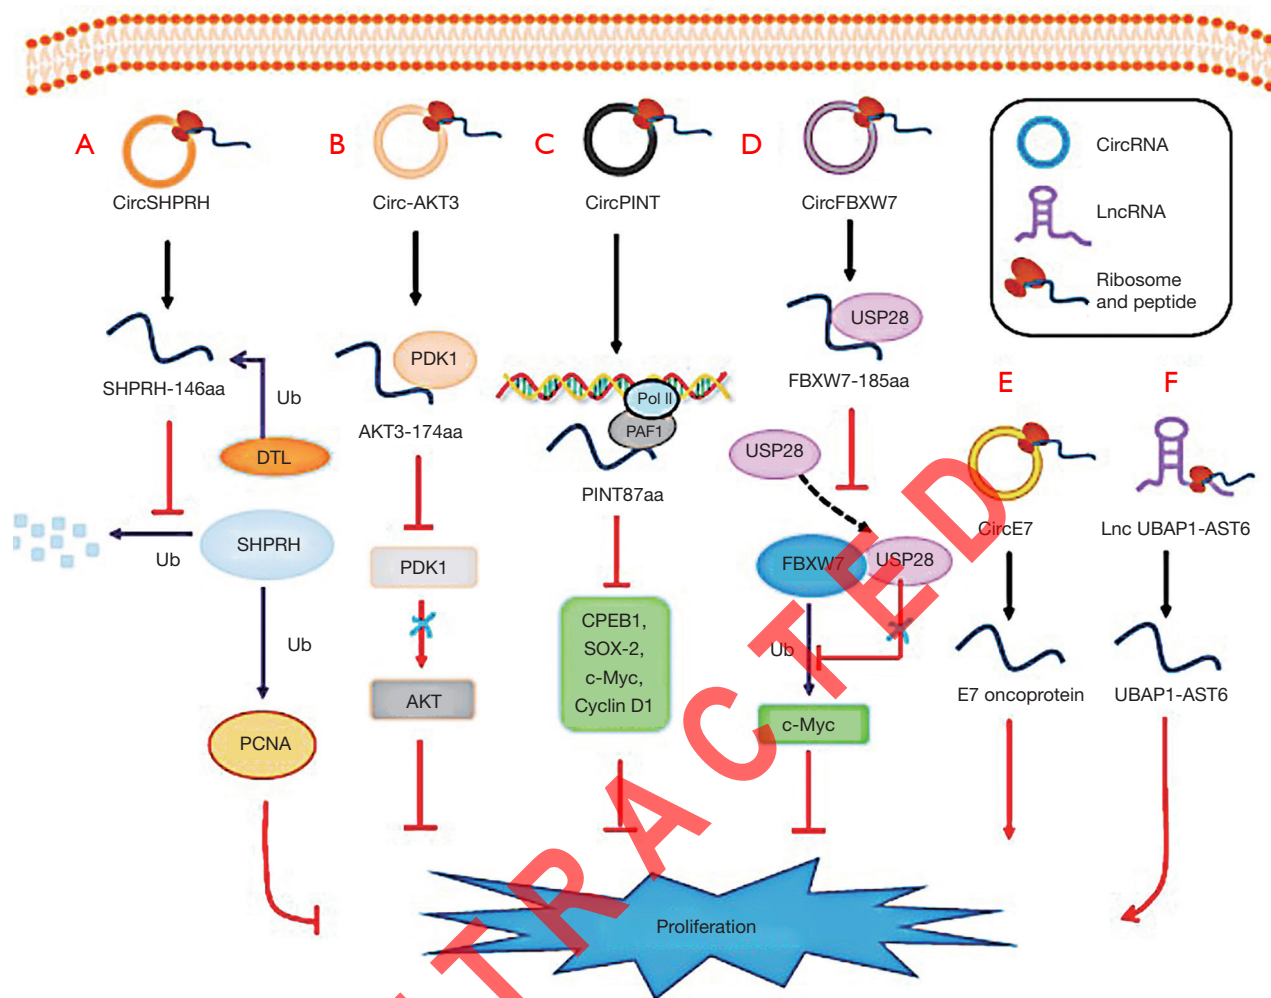 A
CircSHPRH
SHPRH-146aa
Ub
DTL
Ub
SHPRH
Ub
PCNA
B
Circ-AKT3
PDK1
AKT3-174aa
PDK1
AKT
C
CircPINT
Pol II
PAF1
PINT87aa
CPEB1,
SOX-2,
c-Myc,
Cyclin D1
D
CircFBXW7
USP28
FBXW7-185aa
USP28
FBXW7
USP28
Ub
c-Myc
CircRNA
LncRNA
Ribosome
and peptide
E
CircE7
E7 oncoprotein
F
Lnc UBAP1-AST6
UBAP1-AST6
Proliferation
TRACTED